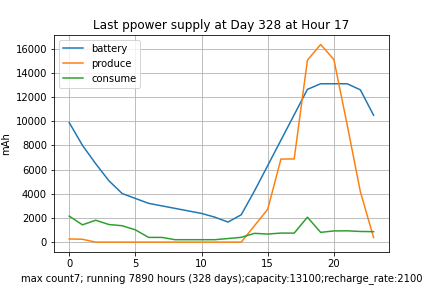 Last ppower supply at Day 328 at Hour 17
battery
produce
consume
16000
14000
12000
10000
8000
6000
4000
2000
0
mAh
0 5 10 15 20
max count7; running 7890 hours (328 days);capacity:13100;recharge_rate:2100